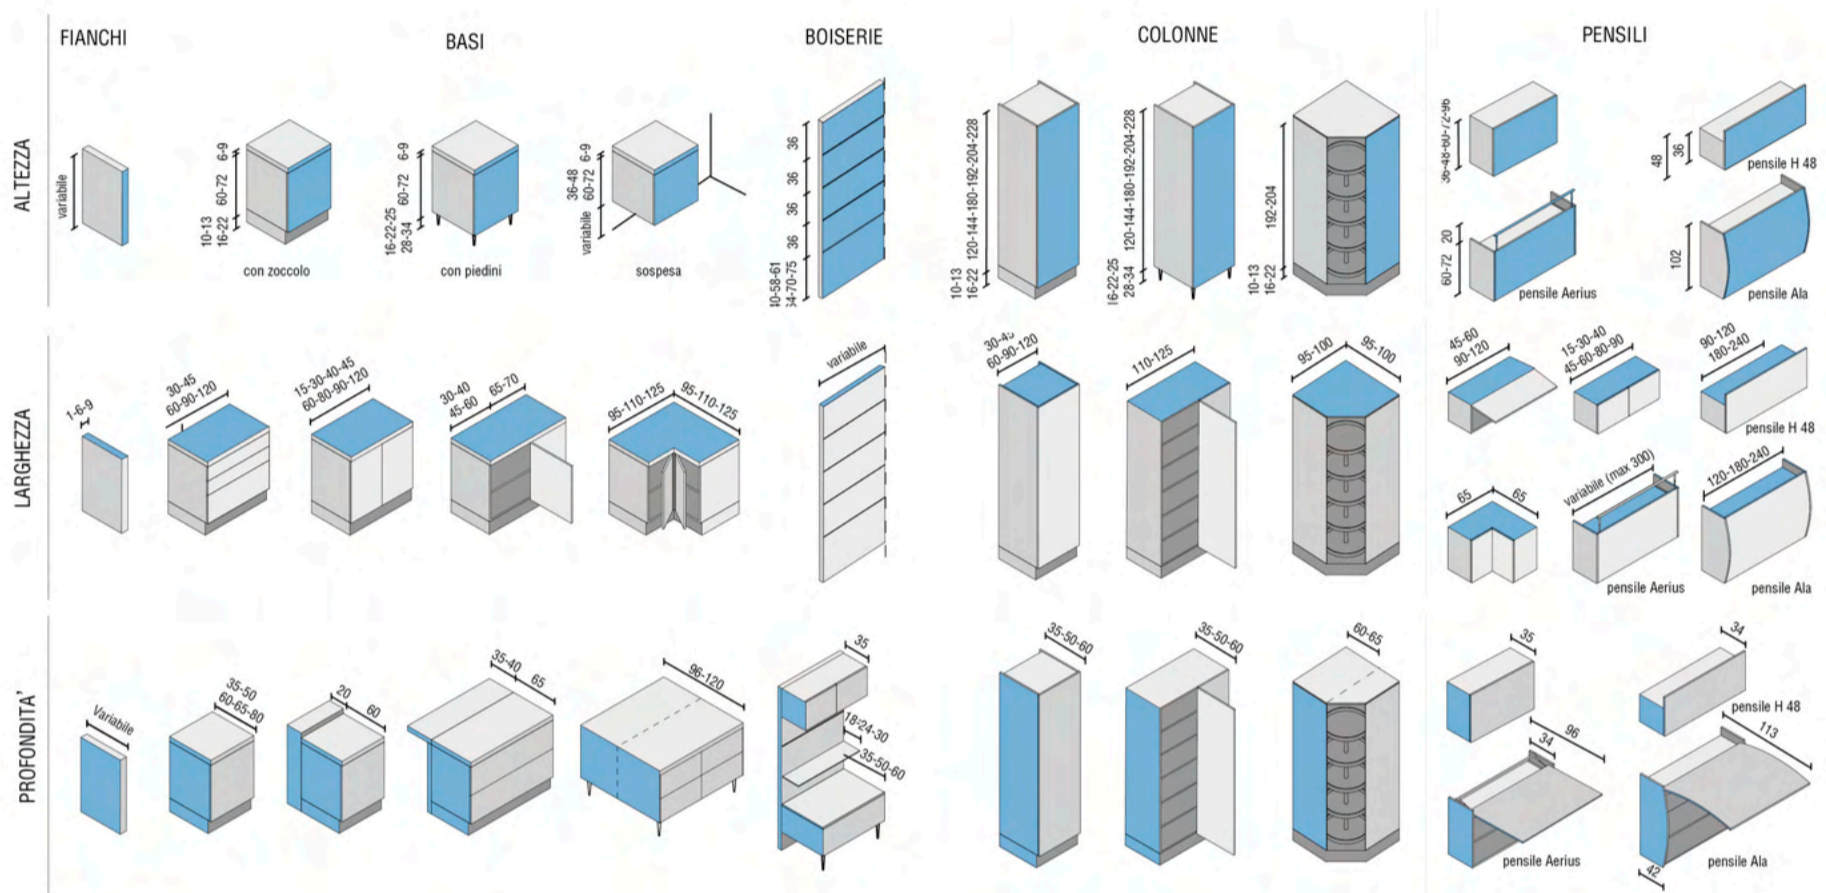 FIANCHI
BASI
BOISERIE
COLONNE
PENSILI
ALTEZZA
variabile
6-9
60-72
10-13
16-22
con zoccolo
6-9
60-72
16-22-25
28-34
con piedini
6-9
36-48
60-72
variabile
sospesa
36
36
36
36
120-144-180-192-204-228
10-13
16-22
120-144-180-192-204-228
16-22-25
28-34
192-204
10-13
16-22
48
36
pensile H 48
20
60-72
pensile Aerius
102
pensile Ala
LARGHEZZA
1-6-9
30-45
60-90-120
15-30-40-45
60-80-90-120
30-40
45-60
65-70
95-110-125
95-110-125
variabile
30-45
60-90-120
110-125
95-100
95-100
45-60
90-120
15-30-40
45-60-80-90
90-120
180-240
pensile H 48
65
65
variabile (max 300)
pensile Aerius
120-180-240
pensile Ala
PROFONDITA'
Variabile
35-50
60-65-80
20
60
35-40
65
96-120
35
18-24-30
35-50-60
35-50-60
35-50-60
60-65
35
34
pensile H 48
34
96
pensile Aerius
113
42
pensile Ala